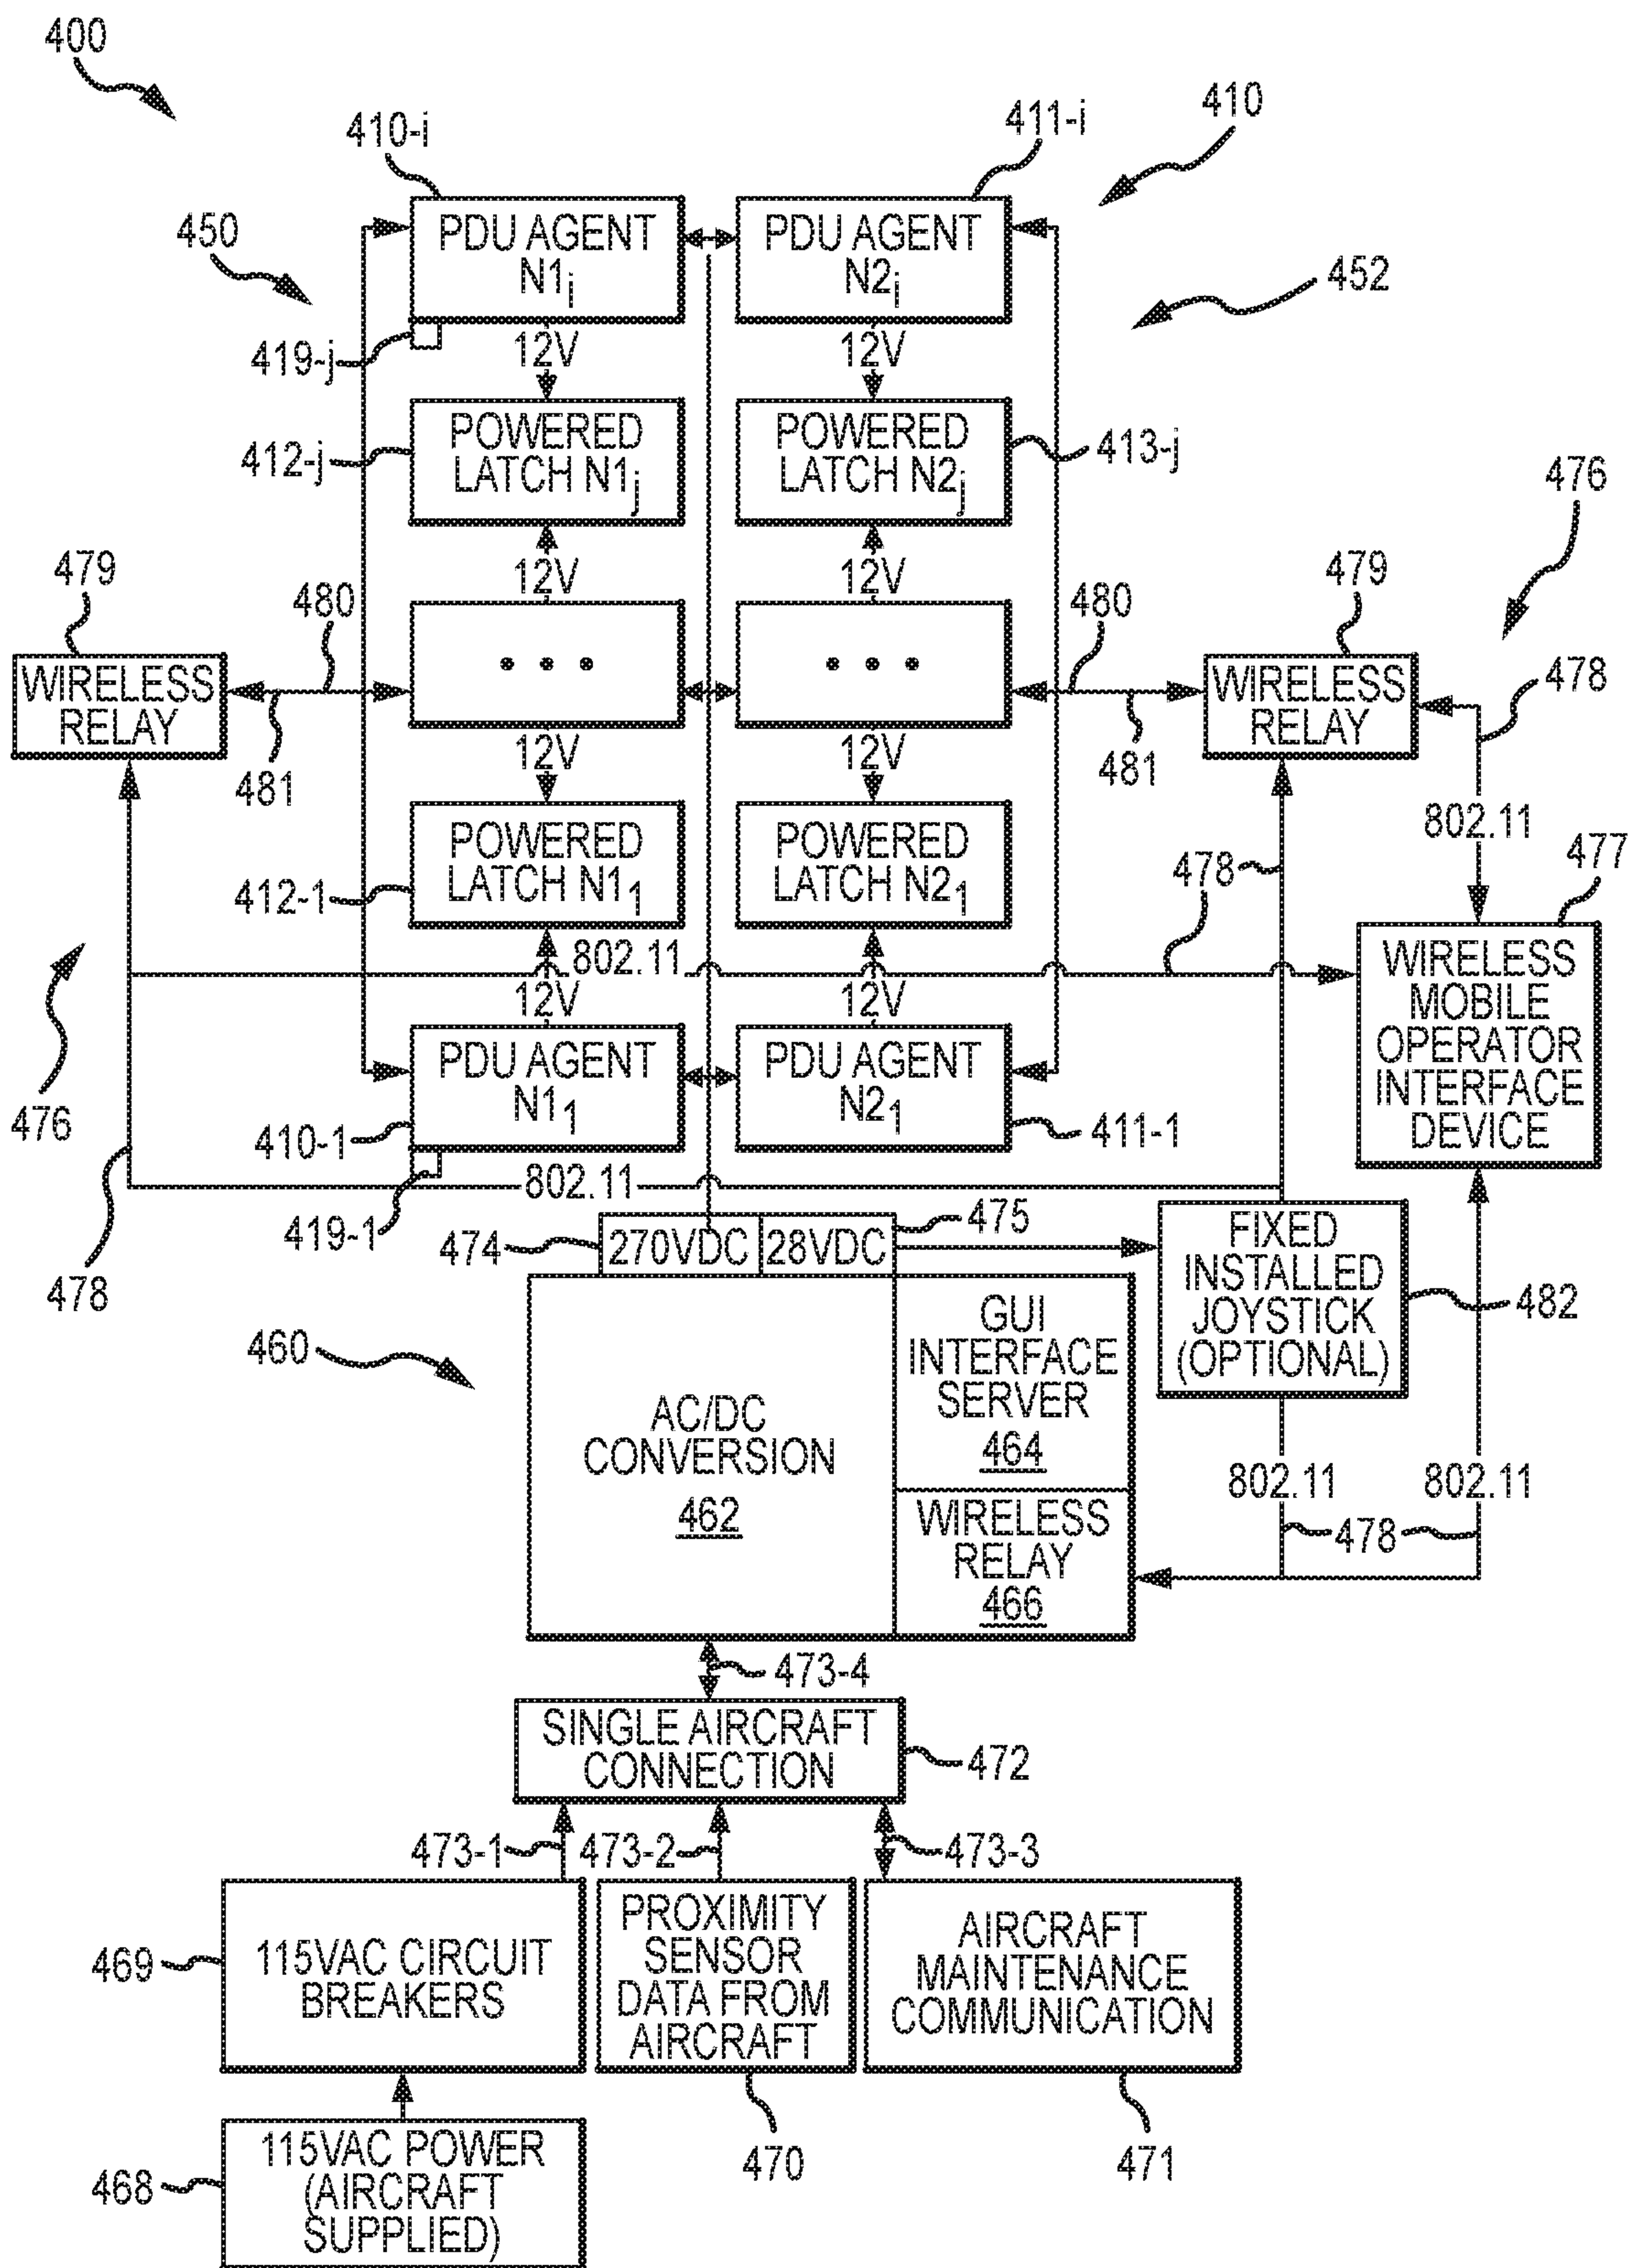 400
410-i
411-i
410
450
PDU AGENT
N1i
PDU AGENT
N2i
452
419-j
12V
12V
412-j
POWERED
LATCH N1j
POWERED
LATCH N2j
413-j
476
479
480
12V
12V
480
479
WIRELESS
RELAY
• • •
• • •
WIRELESS
RELAY
478
481
12V
12V
481
802.11
412-1
POWERED
LATCH N11
POWERED
LATCH N21
478
478
477
476
802.11
12V
12V
WIRELESS
MOBILE
OPERATOR
INTERFACE
DEVICE
410-1
PDU AGENT
N11
PDU AGENT
N21
411-1
419-1
802.11
478
474
270VDC
28VDC
475
FIXED
INSTALLED
JOYSTICK
(OPTIONAL)
482
460
AC/DC
CONVERSION
462
GUI
INTERFACE
SERVER
464
802.11
802.11
WIRELESS
RELAY
466
478
473-4
SINGLE AIRCRAFT
CONNECTION
472
473-1
473-2
473-3
469
115VAC CIRCUIT
BREAKERS
PROXIMITY
SENSOR
DATA FROM
AIRCRAFT
AIRCRAFT
MAINTENANCE
COMMUNICATION
468
115VAC POWER
(AIRCRAFT
SUPPLIED)
470
471